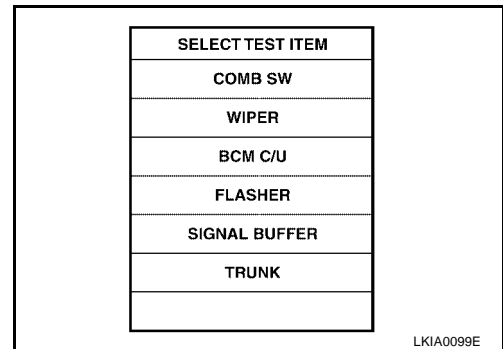 SELECT TEST ITEM
COMB SW
WIPER
BCM C/U
FLASHER
SIGNAL BUFFER
TRUNK
LKIA0099E